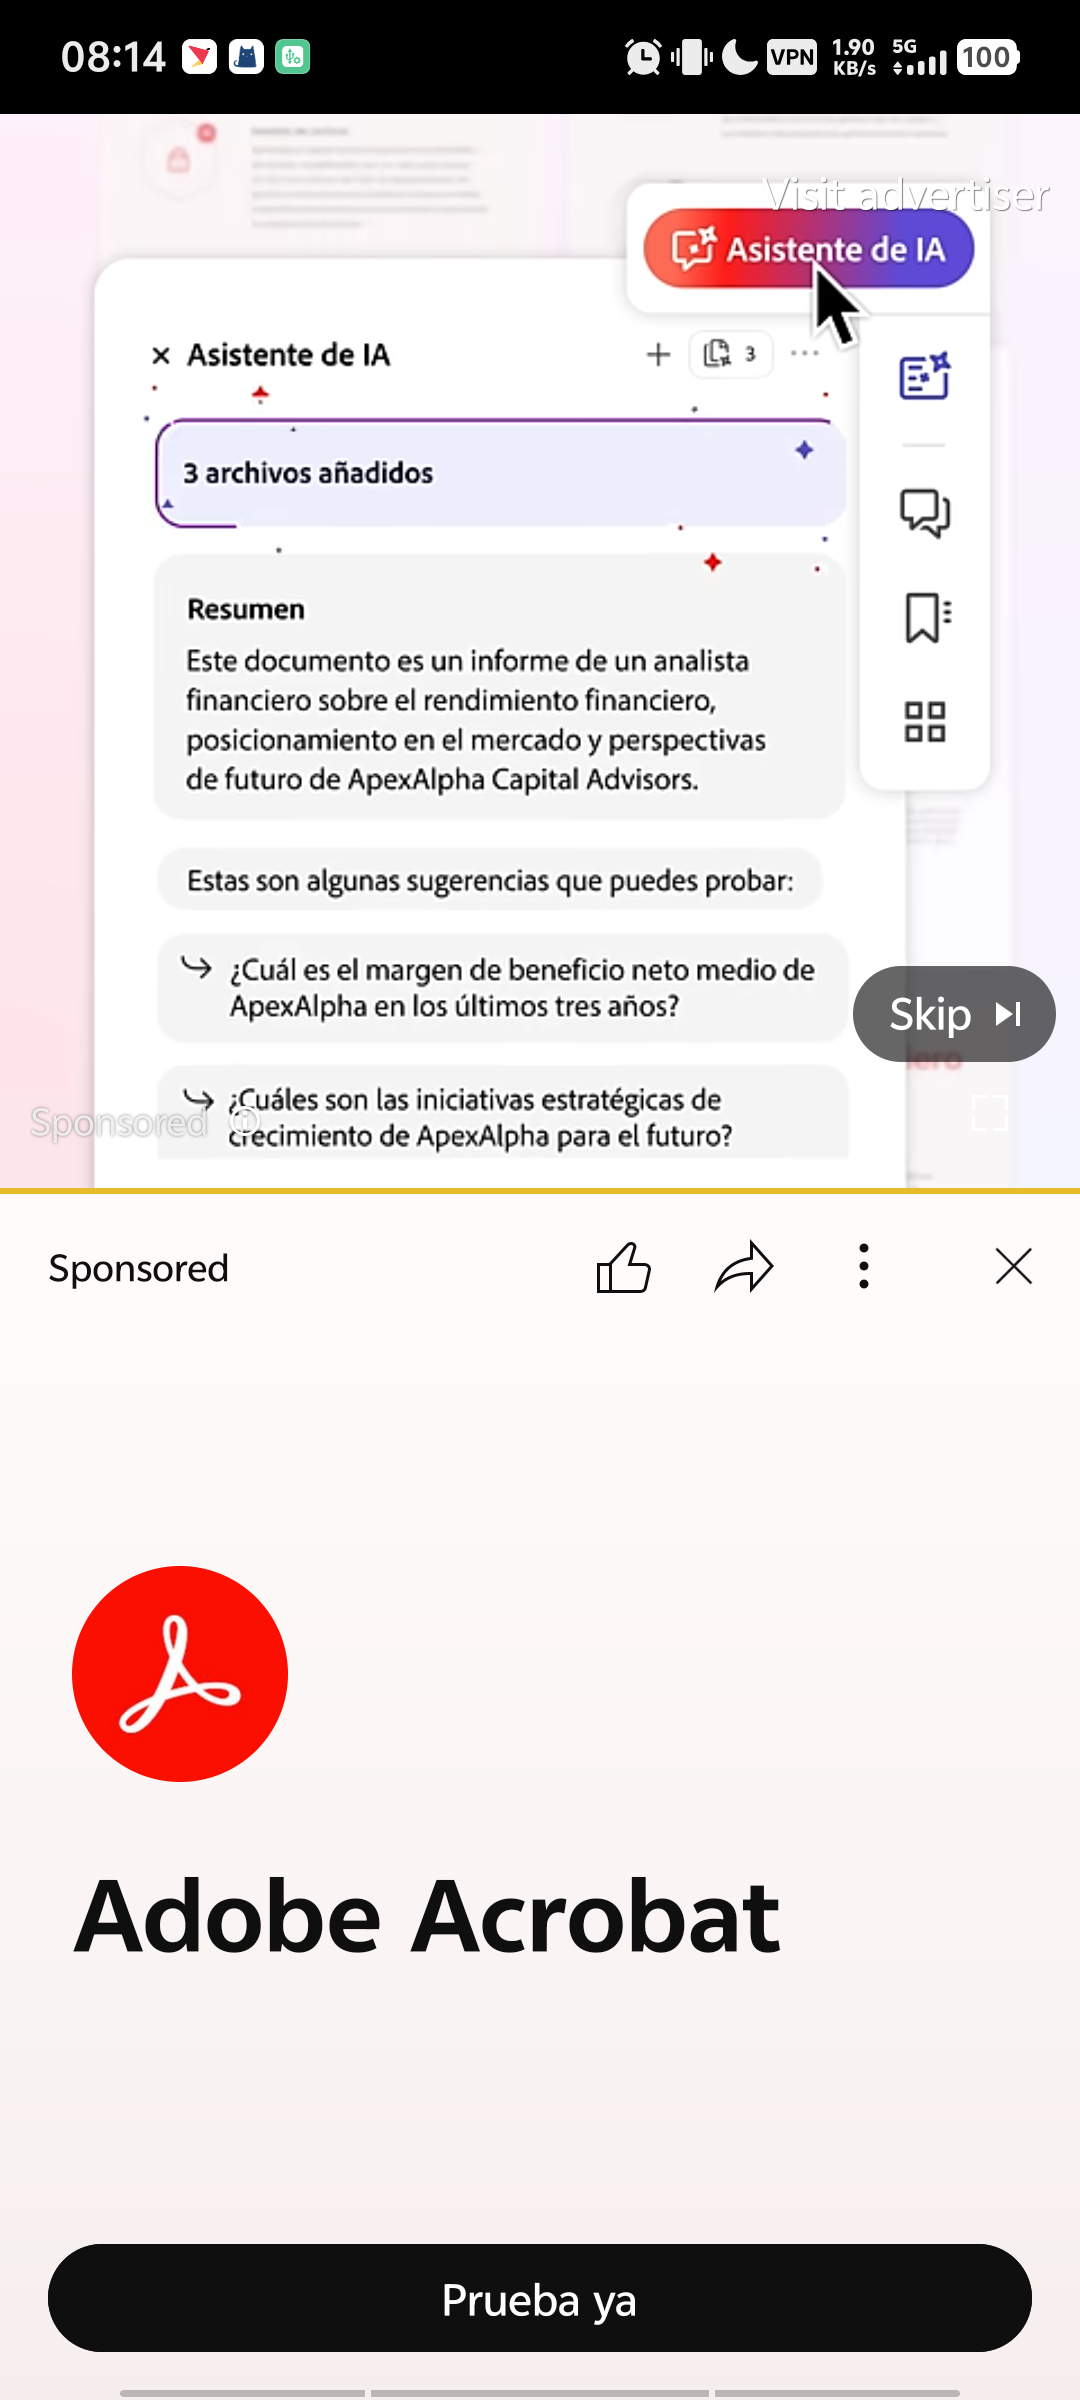 08:14
VPN
1.90
KB/s
5G
100
Visit advertiser
Asistente de IA
Asistente de IA
3
3 archivos añadidos
Resumen
Este documento es un informe de un analista
financiero sobre el rendimiento financiero,
posicionamiento en el mercado y perspectivas
de futuro de ApexAlpha Capital Advisors.
Estas son algunas sugerencias que puedes probar:
¿Cuál es el margen de beneficio neto medio de
ApexAlpha en los últimos tres años?
Skip
¿Cuáles son las iniciativas estratégicas de
crecimiento de ApexAlpha para el futuro?
Sponsored
Sponsored
Adobe Acrobat
Prueba ya